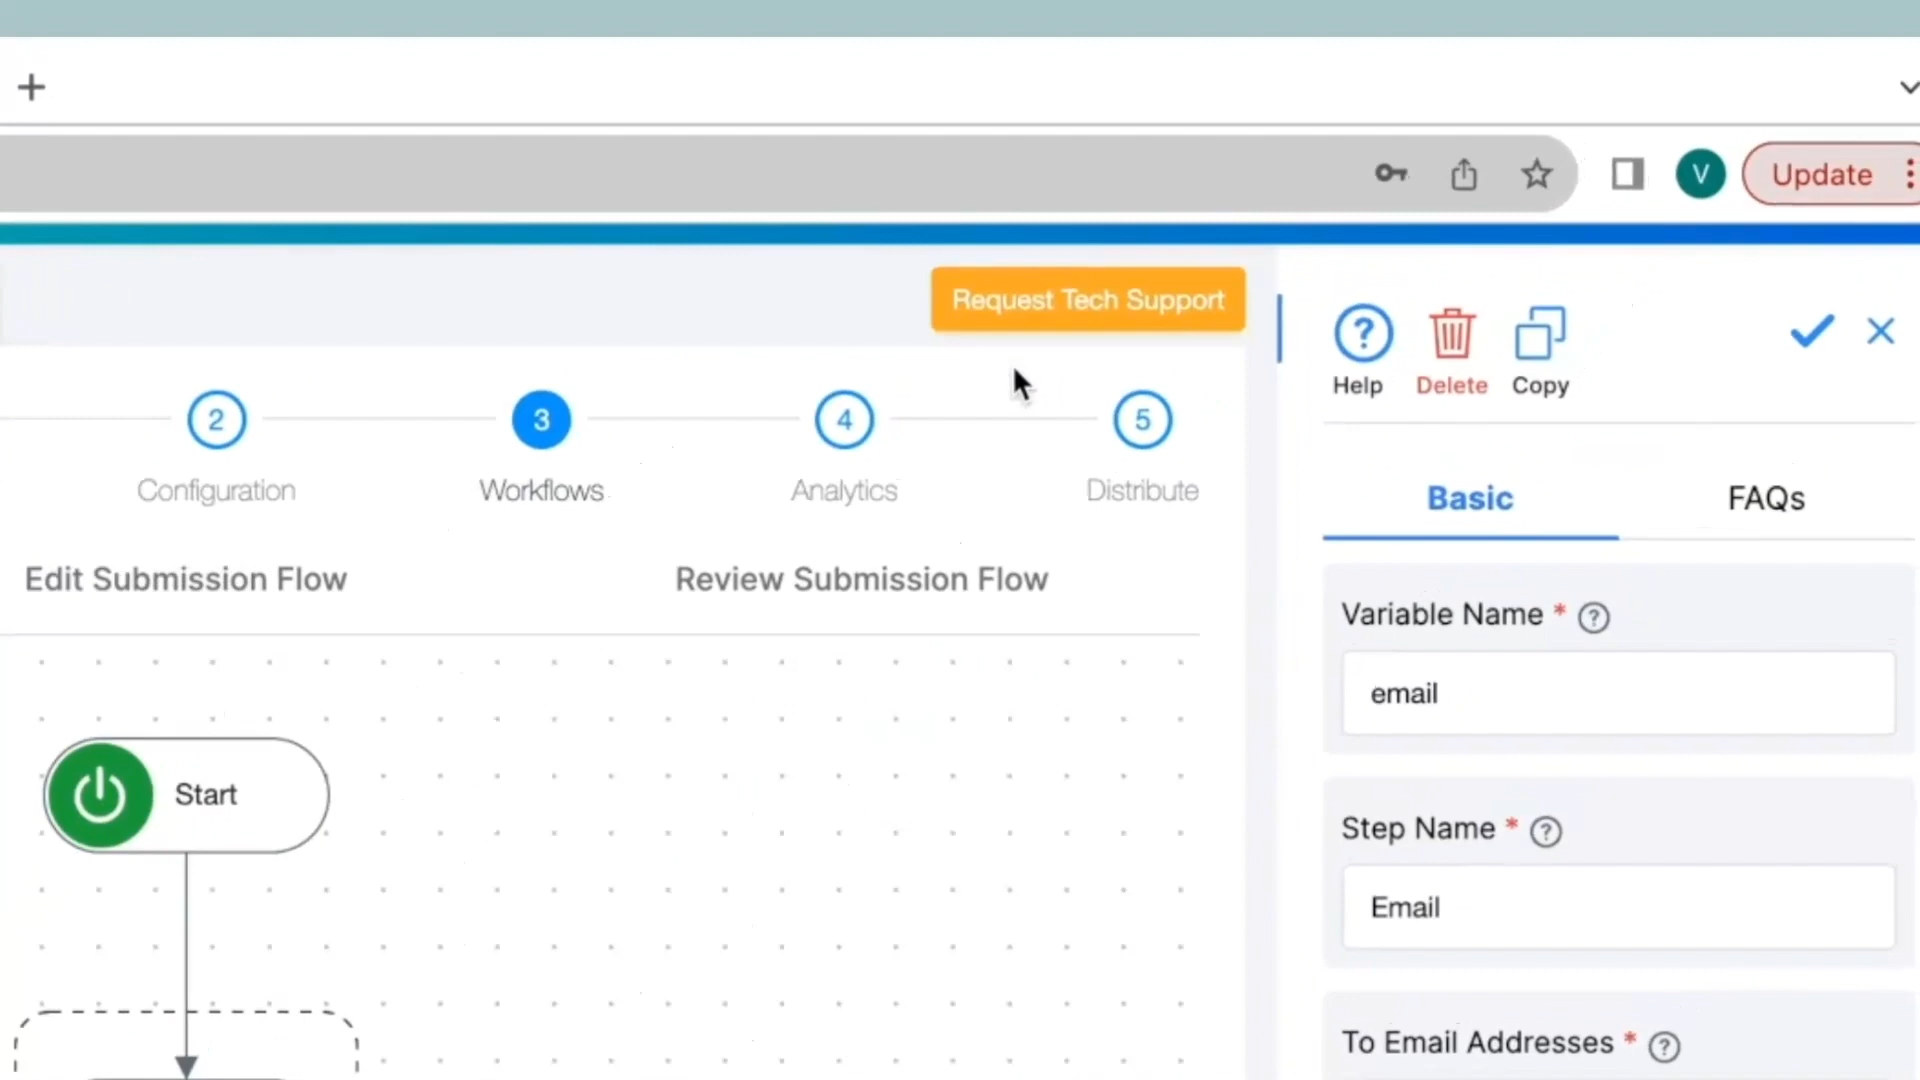 V
Update
Request Tech Support
?
Help
Delete
Copy
2
3
4
5
Configuration
Workflows
Analytics
Distribute
Basic
FAQs
Edit Submission Flow
Review Submission Flow
Variable Name * ?
email
Start
Step Name * ?
Email
To Email Addresses * ?